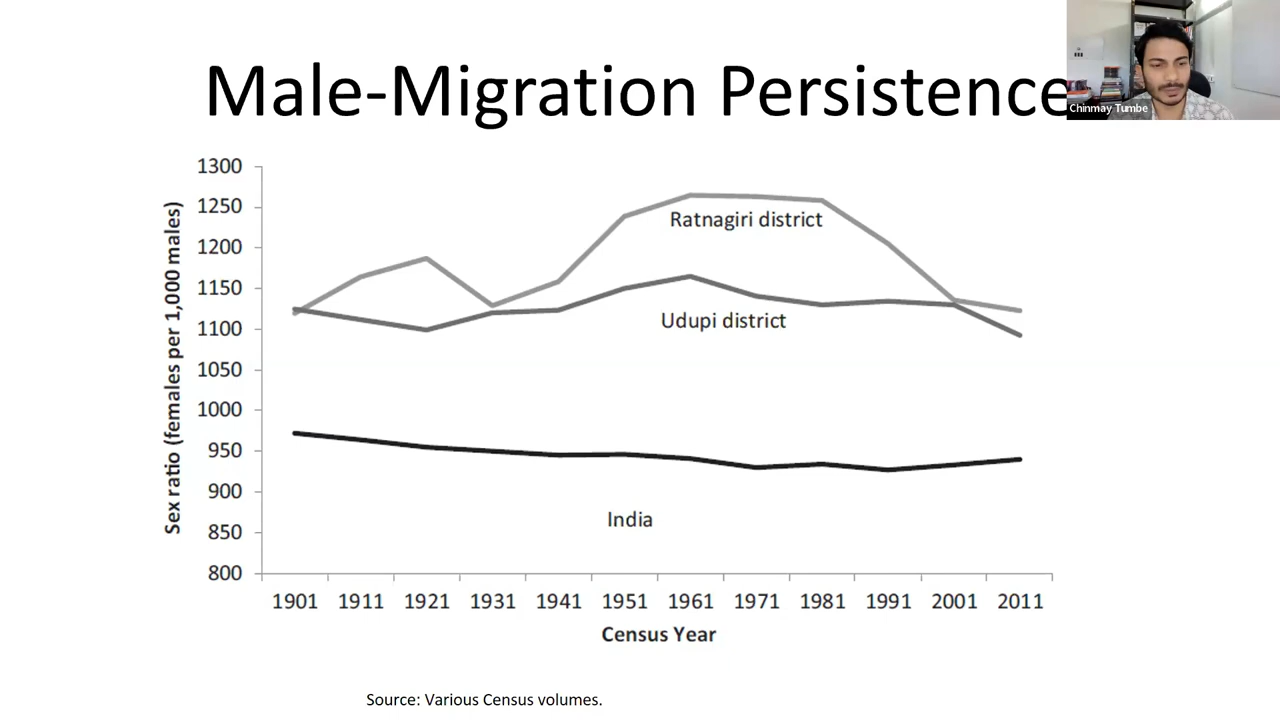 Male-Migration Persistence
Chinmay Tumbe
1300
1250
1200
1150
1100
1050
1000
950
900
850
800
Sex ratio (females per 1,000 males)
Ratnagiri district
Udupi district
India
1901 1911 1921 1931 1941 1951 1961 1971 1981 1991 2001 2011
Census Year
Source: Various Census volumes.